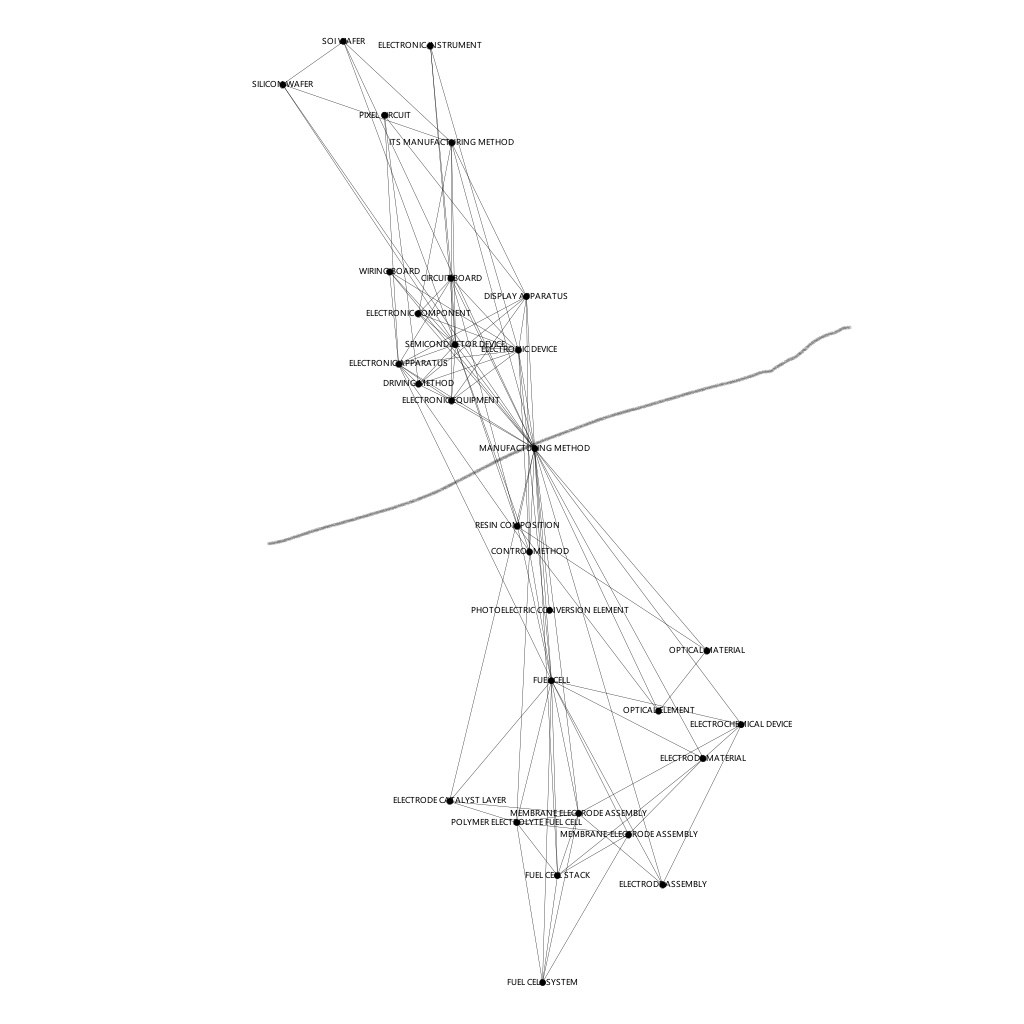 SOI WAFER
ELECTRONIC INSTRUMENT
SILICON WAFER
PIXEL CIRCUIT
ITS MANUFACTURING METHOD
WIRING BOARD
CIRCUIT BOARD
DISPLAY APPARATUS
ELECTRONIC COMPONENT
SEMICONDUCTOR DEVICE
ELECTRONIC DEVICE
ELECTRONIC APPARATUS
DRIVING METHOD
ELECTRONIC EQUIPMENT
MANUFACTURING METHOD
RESIN COMPOSITION
CONTROL METHOD
PHOTOELECTRIC CONVERSION ELEMENT
OPTICAL MATERIAL
FUEL CELL
OPTICAL ELEMENT
ELECTROCHEMICAL DEVICE
ELECTRODE MATERIAL
ELECTRODE CATALYST LAYER
MEMBRANE ELECTRODE ASSEMBLY
POLYMER ELECTROLYTE FUEL CELL
MEMBRANE-ELECTRODE ASSEMBLY
FUEL CELL STACK
ELECTRODE ASSEMBLY
FUEL CELL SYSTEM